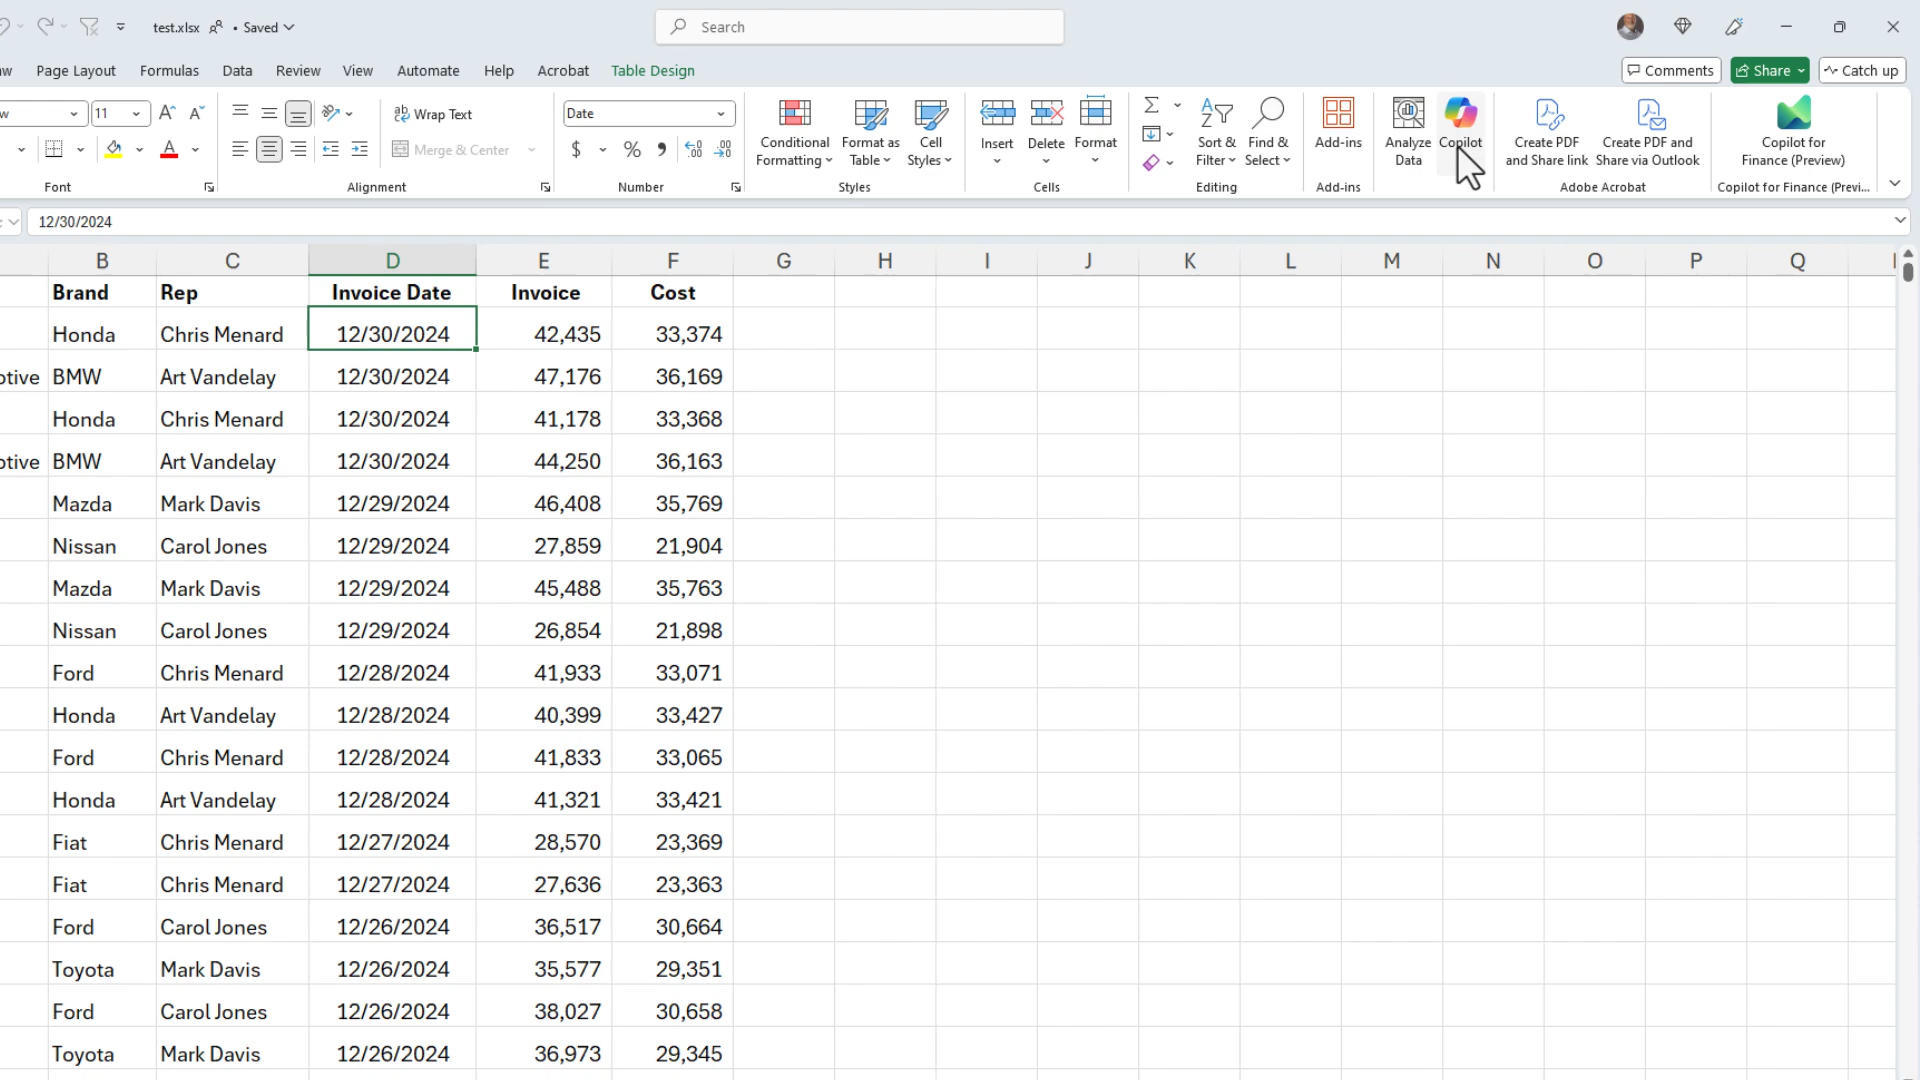 test.xlsx • Saved
Search
Page Layout Formulas Data Review View Automate Help Acrobat Table Design
Comments Share Catch up
11 Wrap Text Date
Merge & Center $ %
Conditional Formatting Format as Table Cell Styles Insert Delete Format Sort & Filter Find & Select Add-ins Analyze Data Copilot Create PDF and Share link Create PDF and Share via Outlook Copilot for Finance (Preview)
Font Alignment Number Styles Cells Editing Add-ins Adobe Acrobat Copilot for Finance (Previ...
12/30/2024
B C D E F G H I J K L M N O P Q
Brand Rep Invoice Date Invoice Cost
Honda Chris Menard 12/30/2024 42,435 33,374
otive BMW Art Vandelay 12/30/2024 47,176 36,169
Honda Chris Menard 12/30/2024 41,178 33,368
otive BMW Art Vandelay 12/30/2024 44,250 36,163
Mazda Mark Davis 12/29/2024 46,408 35,769
Nissan Carol Jones 12/29/2024 27,859 21,904
Mazda Mark Davis 12/29/2024 45,488 35,763
Nissan Carol Jones 12/29/2024 26,854 21,898
Ford Chris Menard 12/28/2024 41,933 33,071
Honda Art Vandelay 12/28/2024 40,399 33,427
Ford Chris Menard 12/28/2024 41,833 33,065
Honda Art Vandelay 12/28/2024 41,321 33,421
Fiat Chris Menard 12/27/2024 28,570 23,369
Fiat Chris Menard 12/27/2024 27,636 23,363
Ford Carol Jones 12/26/2024 36,517 30,664
Toyota Mark Davis 12/26/2024 35,577 29,351
Ford Carol Jones 12/26/2024 38,027 30,658
Toyota Mark Davis 12/26/2024 36,973 29,345